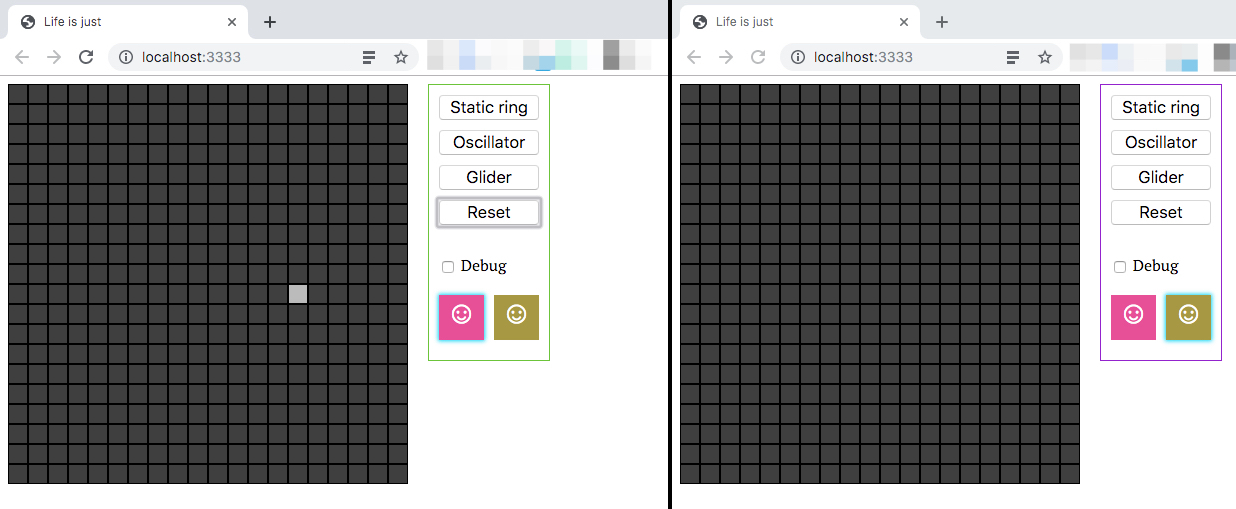 Life is just
localhost:3333
Static ring
Oscillator
Glider
Reset
Debug
Life is just
localhost:3333
Static ring
Oscillator
Glider
Reset
Debug